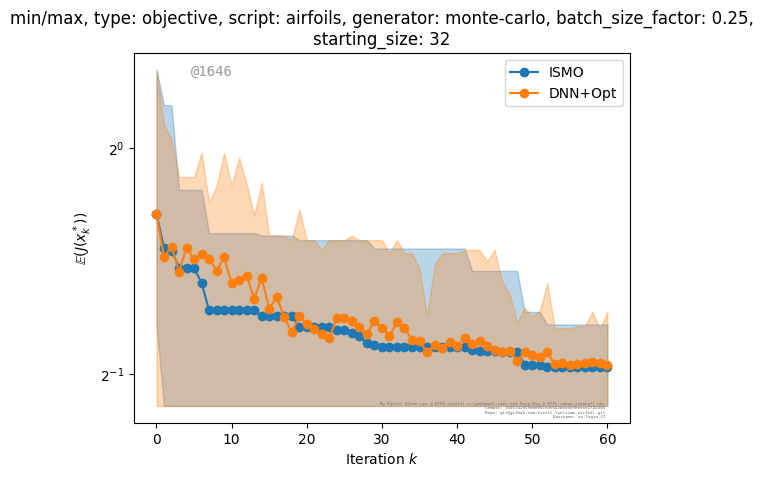 min/max, type: objective, script: airfoils, generator: monte-carlo, batch_size_factor: 0.25,
starting_size: 32
@1646
ISMO
DNN+Opt
2^0
2^{-1}
𝔼(J(x_k^*))
0 10 20 30 40 50 60
Iteration k